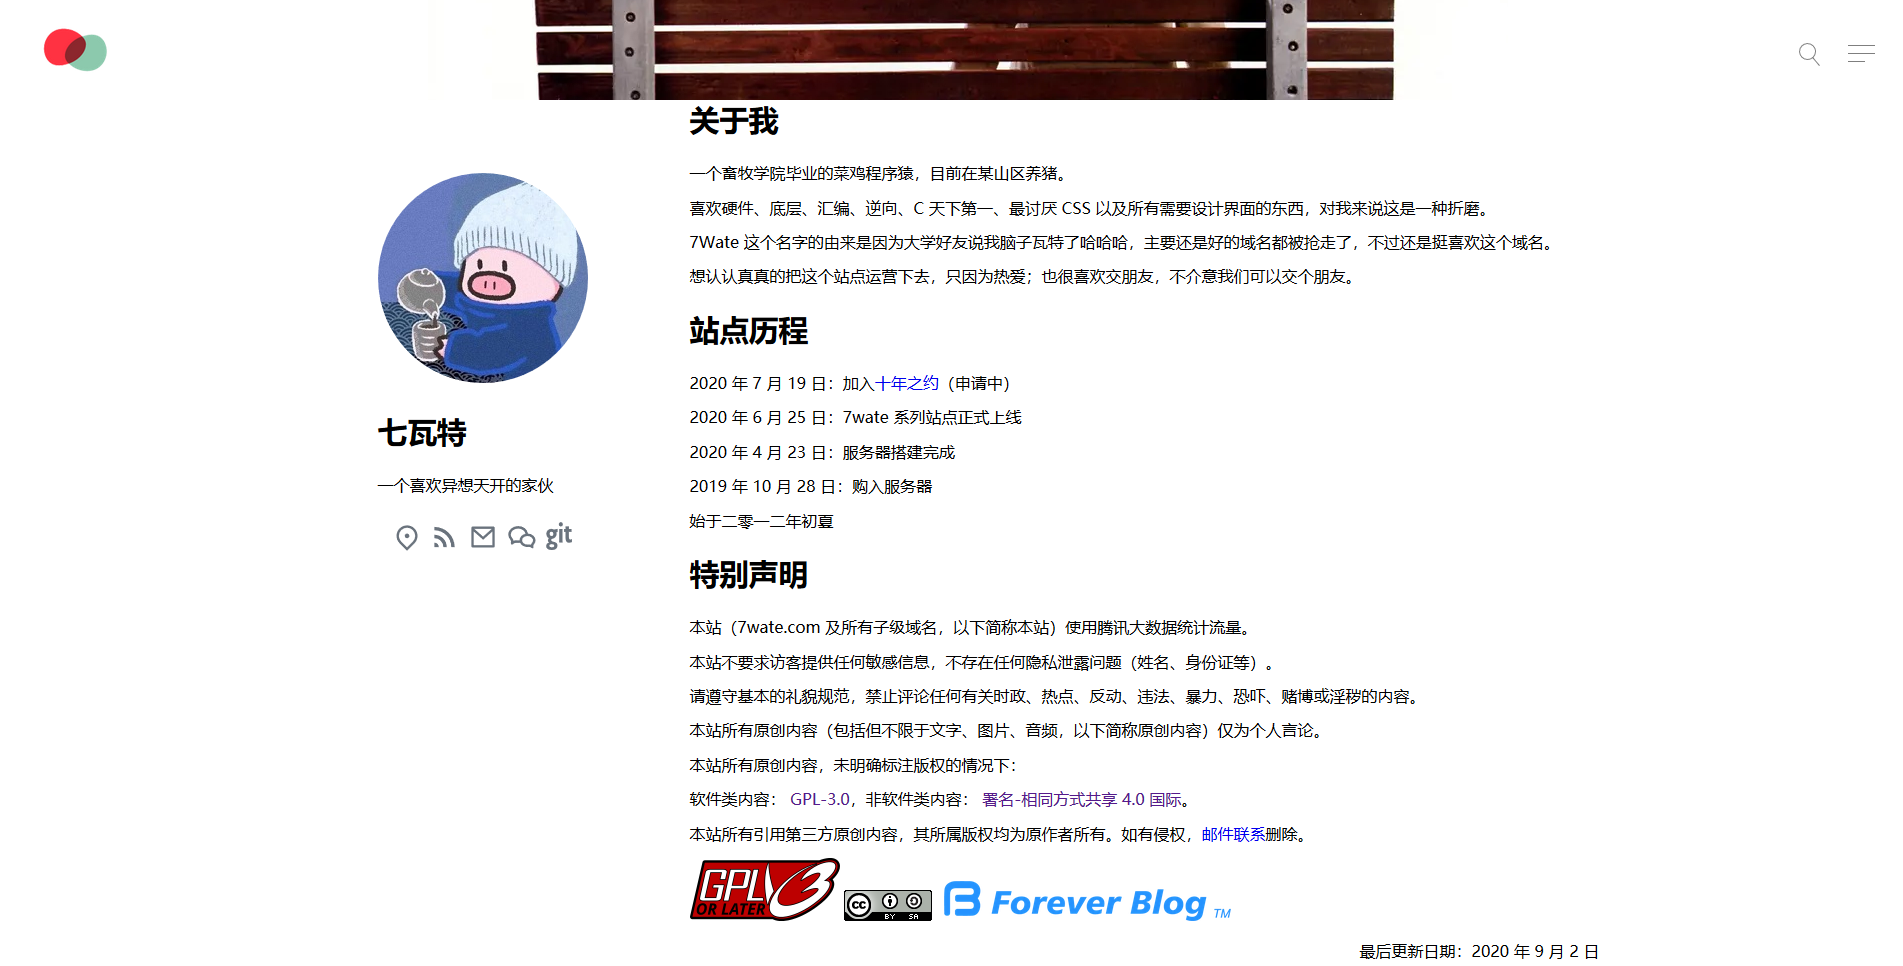 关于我
一个畜牧学院毕业的菜鸡程序猿，目前在某山区养猪。
喜欢硬件、底层、汇编、逆向、C 天下第一、最讨厌 CSS 以及所有需要设计界面的东西，对我来说这是一种折磨。
7Wate 这个名字的由来是因为大学好友说我脑子瓦特了哈哈哈，主要还是好的域名都被抢走了，不过还是挺喜欢这个域名。
想认认真真的把这个站点运营下去，只因为热爱；也很喜欢交朋友，不介意我们可以交个朋友。
七瓦特
一个喜欢异想天开的家伙
git
站点历程
2020 年 7 月 19 日：加入十年之约（申请中）
2020 年 6 月 25 日：7wate 系列站点正式上线
2020 年 4 月 23 日：服务器搭建完成
2019 年 10 月 28 日：购入服务器
始于二零一二年初夏
特别声明
本站（7wate.com 及所有子级域名，以下简称本站）使用腾讯大数据统计流量。
本站不要求访客提供任何敏感信息，不存在任何隐私泄露问题（姓名、身份证等）。
请遵守基本的礼貌规范，禁止评论任何有关时政、热点、反动、违法、暴力、恐吓、赌博或淫秽的内容。
本站所有原创内容（包括但不限于文字、图片、音频，以下简称原创内容）仅为个人言论。
本站所有原创内容，未明确标注版权的情况下：
软件类内容： GPL-3.0，非软件类内容： 署名-相同方式共享 4.0 国际。
本站所有引用第三方原创内容，其所属版权均为原作者所有。如有侵权，邮件联系删除。
GPLv3
OR LATER
cc BY SA
Forever Blog TM
最后更新日期：2020 年 9 月 2 日